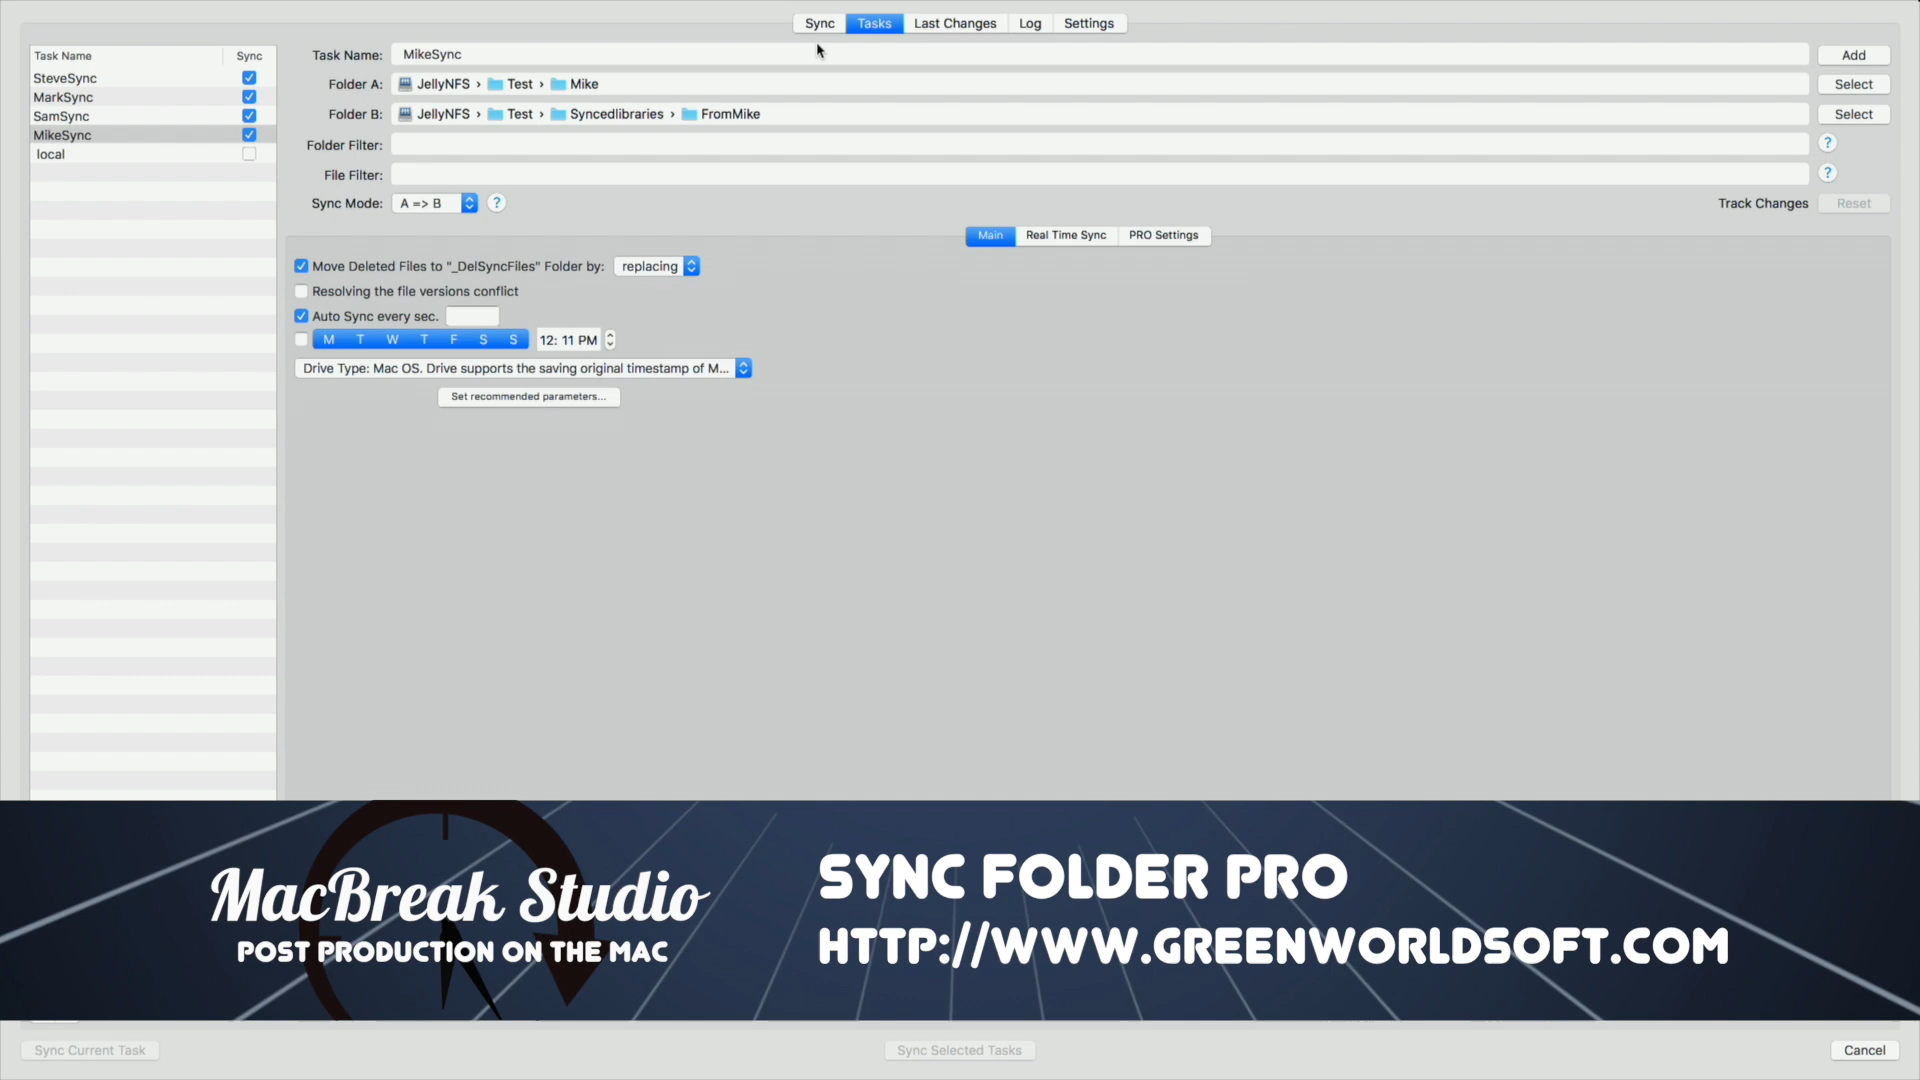 Sync Tasks Last Changes Log Settings
Task Name Sync
SteveSync
MarkSync
SamSync
MikeSync
local
Task Name: MikeSync Add
Folder A: JellyNFS › Test › Mike Select
Folder B: JellyNFS › Test › Syncedlibraries › FromMike Select
Folder Filter: ?
File Filter: ?
Sync Mode: A => B ? Track Changes Reset
Main Real Time Sync PRO Settings
Move Deleted Files to "_DelSyncFiles" Folder by: replacing
Resolving the file versions conflict
Auto Sync every sec.
M T W T F S S 12: 11 PM
Drive Type: Mac OS. Drive supports the saving original timestamp of M...
Set recommended parameters...
MacBreak Studio
POST PRODUCTION ON THE MAC
SYNC FOLDER PRO
HTTP://WWW.GREENWORLDSOFT.COM
Sync Current Task Sync Selected Tasks Cancel